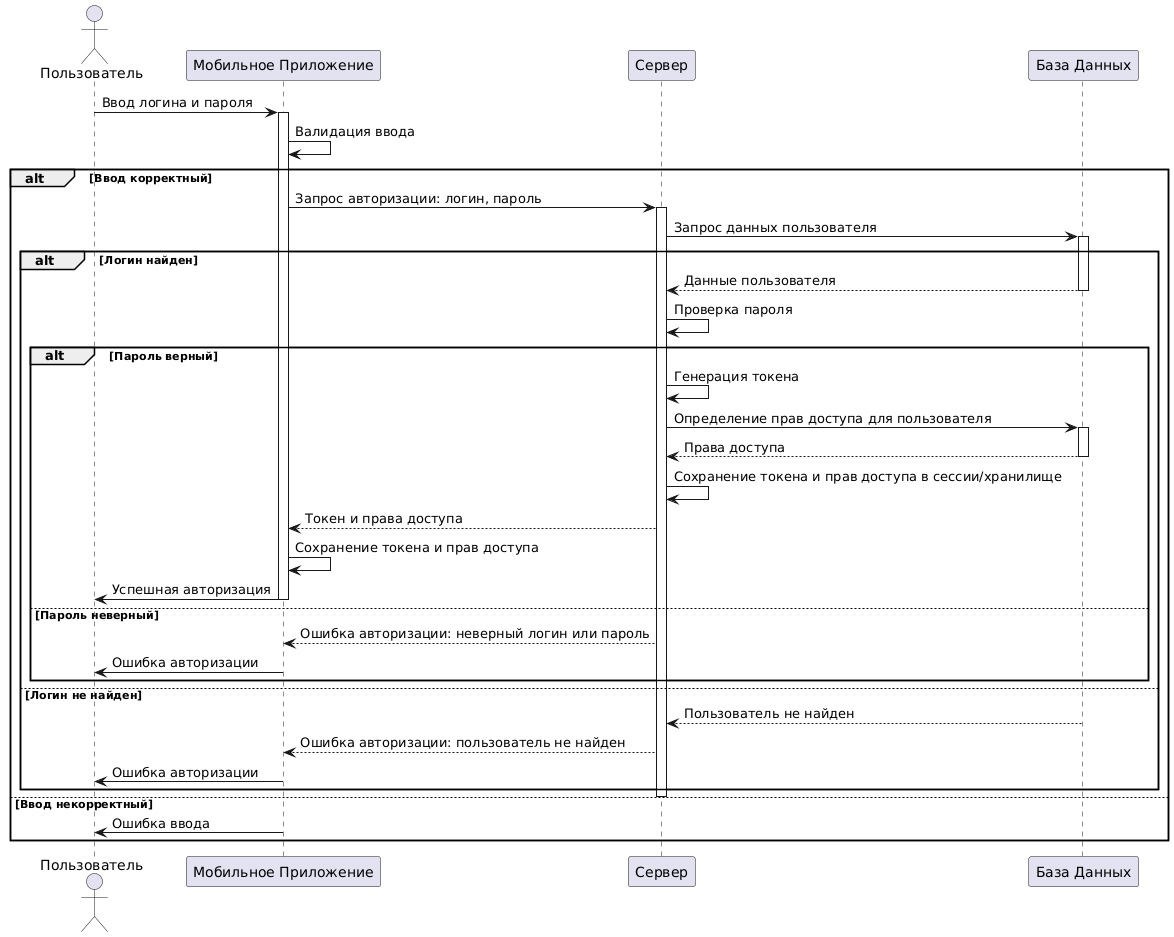 Пользователь
Мобильное Приложение
Сервер
База Данных
Ввод логина и пароля
Валидация ввода
alt [Ввод корректный]
Запрос авторизации: логин, пароль
Запрос данных пользователя
alt [Логин найден]
Данные пользователя
Проверка пароля
alt [Пароль верный]
Генерация токена
Определение прав доступа для пользователя
Права доступа
Сохранение токена и прав доступа в сессии/хранилище
Токен и права доступа
Сохранение токена и прав доступа
Успешная авторизация
[Пароль неверный]
Ошибка авторизации: неверный логин или пароль
Ошибка авторизации
[Логин не найден]
Пользователь не найден
Ошибка авторизации: пользователь не найден
Ошибка авторизации
[Ввод некорректный]
Ошибка ввода
Пользователь
Мобильное Приложение
Сервер
База Данных